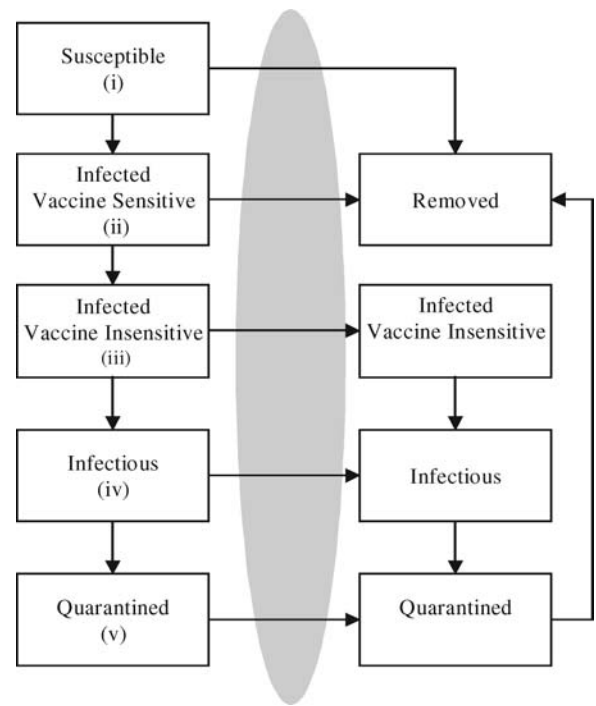 Susceptible
(i)
Infected
Vaccine Sensitive
(ii)
Removed
Infected
Vaccine Insensitive
(iii)
Infected
Vaccine Insensitive
Infectious
(iv)
Infectious
Quarantined
(v)
Quarantined